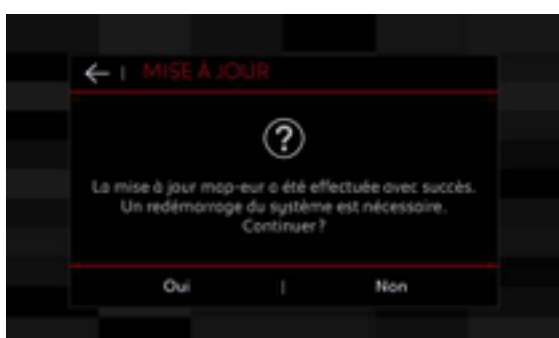 ← | MISE À JOUR
?
La mise à jour map-eur a été effectuée avec succès.
Un redémarrage du système est nécessaire.
Continuer ?
Oui | Non